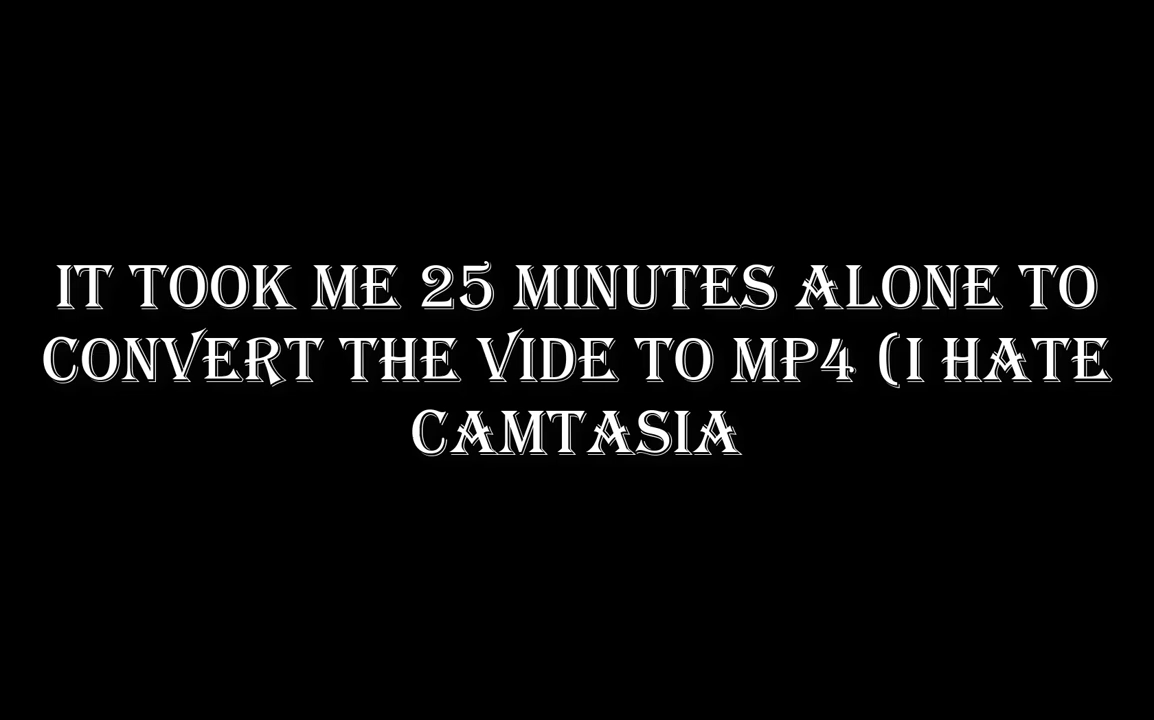 IT TOOK ME 25 MINUTES ALONE TO
CONVERT THE VIDE TO MP4 (I HATE
CAMTASIA